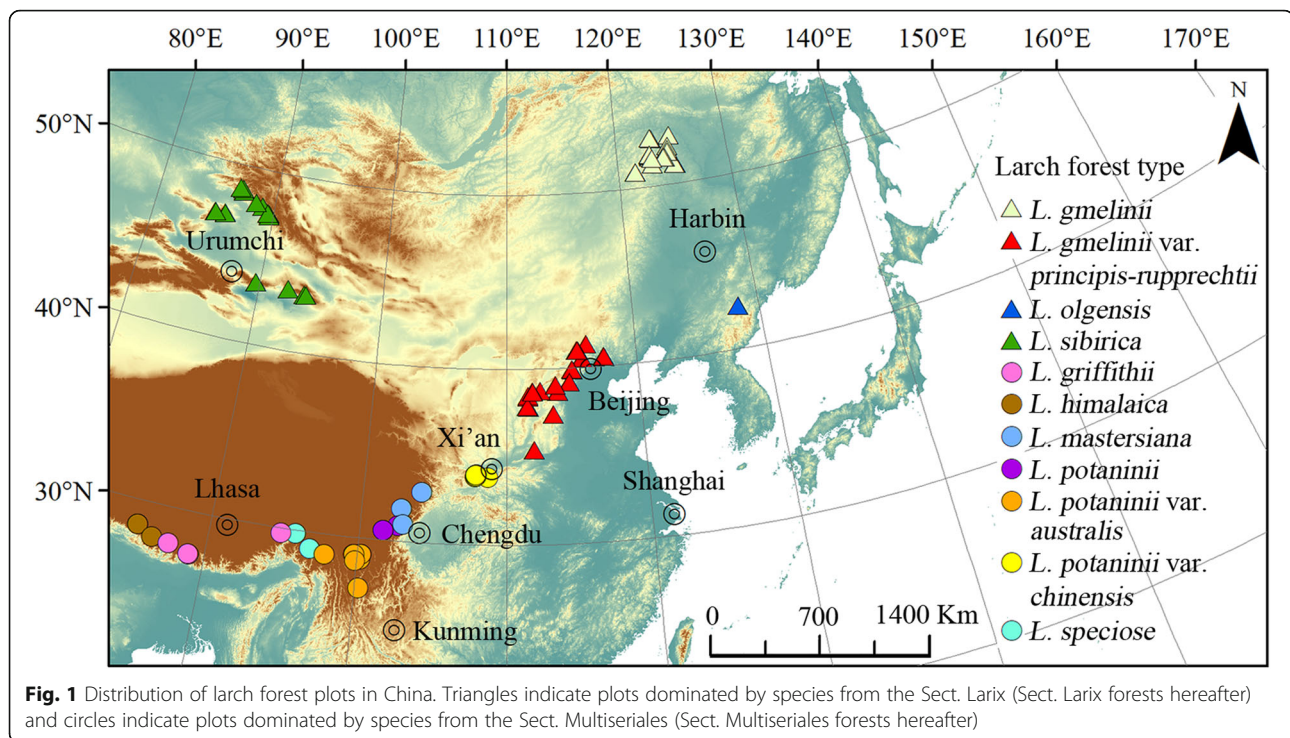 80°E 90°E 100°E 110°E 120°E 130°E 140°E 150°E 160°E 170°E
50°N
40°N
30°N
N
Larch forest type
L. gmelinii
L. gmelinii var.
principis-rupprechtii
L. olgensis
L. sibirica
L. griffithii
L. himalaica
L. mastersiana
L. potaninii
L. potaninii var.
australis
L. potaninii var.
chinensis
L. speciose
Harbin
Urumchi
Beijing
Xi'an
Shanghai
Lhasa
Chengdu
Kunming
0 700 1400 Km
Fig. 1 Distribution of larch forest plots in China. Triangles indicate plots dominated by species from the Sect. Larix (Sect. Larix forests hereafter)
and circles indicate plots dominated by species from the Sect. Multiseriales (Sect. Multiseriales forests hereafter)